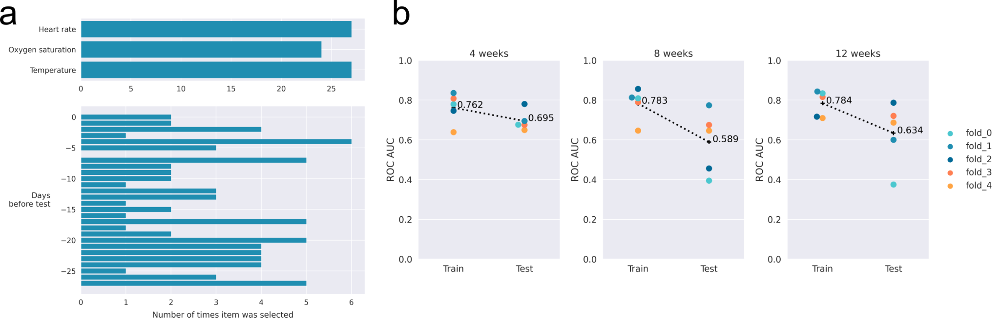 a
Heart rate
Oxygen saturation
Temperature
0 5 10 15 20 25
0
−5
−10
−15
−20
−25
Days
before test
0 1 2 3 4 5 6
Number of times item was selected
b
4 weeks
1.0
0.8
0.6
0.4
0.2
0.0
ROC AUC
0.762
0.695
Train Test
8 weeks
1.0
0.8
0.6
0.4
0.2
0.0
ROC AUC
0.783
0.589
Train Test
12 weeks
1.0
0.8
0.6
0.4
0.2
0.0
ROC AUC
0.784
0.634
Train Test
fold_0
fold_1
fold_2
fold_3
fold_4